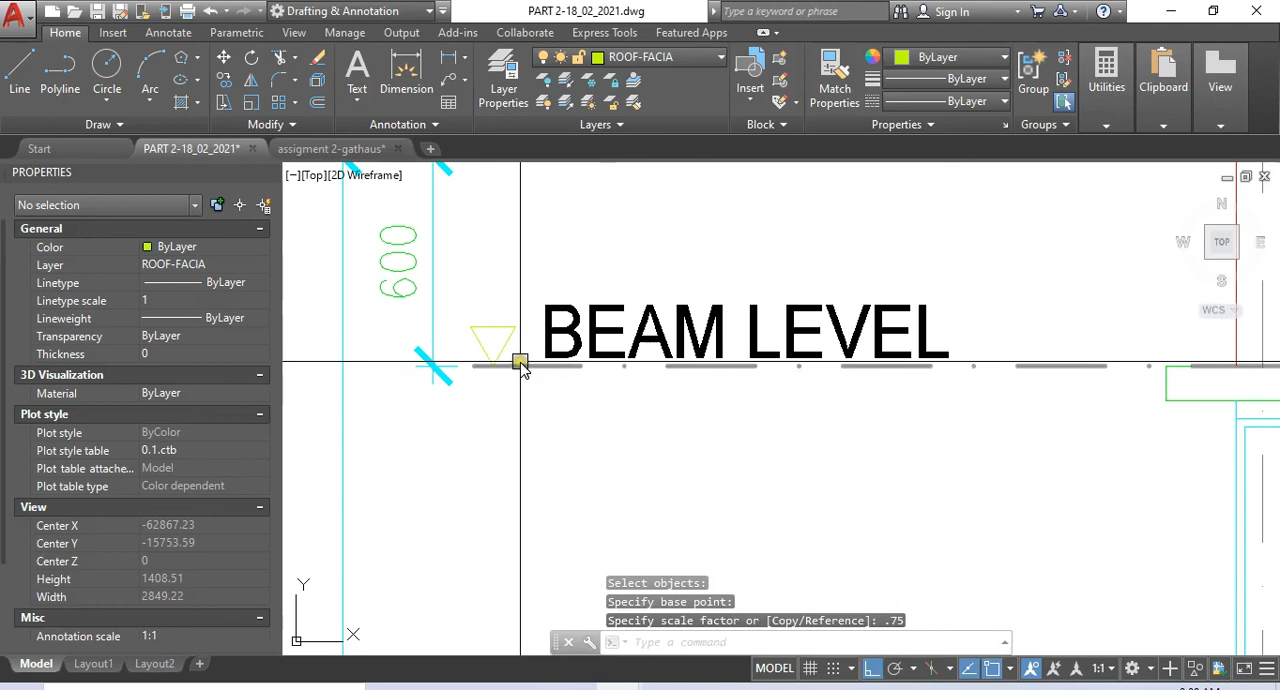 Drafting & Annotation
PART 2-18_02_2021.dwg
Type a keyword or phrase
Sign In
Home Insert Annotate Parametric View Manage Output Add-ins Collaborate Express Tools Featured Apps
Line Polyline Circle Arc
Text Dimension
Layer Properties
ROOF-FACIA
Insert
Match Properties
ByLayer
ByLayer
ByLayer
Group
Utilities
Clipboard
View
Draw Modify Annotation Layers Block Properties Groups
Start PART 2-18_02_2021* assigment 2-gathaus*
PROPERTIES
No selection
General
Color ByLayer
Layer ROOF-FACIA
Linetype ByLayer
Linetype scale 1
Lineweight ByLayer
Transparency ByLayer
Thickness 0
3D Visualization
Material ByLayer
Plot style
Plot style ByColor
Plot style table 0.1.ctb
Plot table attache... Model
Plot table type Color dependent
View
Center X -62867.23
Center Y -15753.59
Center Z 0
Height 1408.51
Width 2849.22
Misc
Annotation scale 1:1
[−][Top][2D Wireframe]
600
BEAM LEVEL
N
W TOP E
S
WCS
Y
X
Select objects:
Specify base point:
Specify scale factor or [Copy/Reference]: .75
Type a command
Model Layout1 Layout2
MODEL 1:1